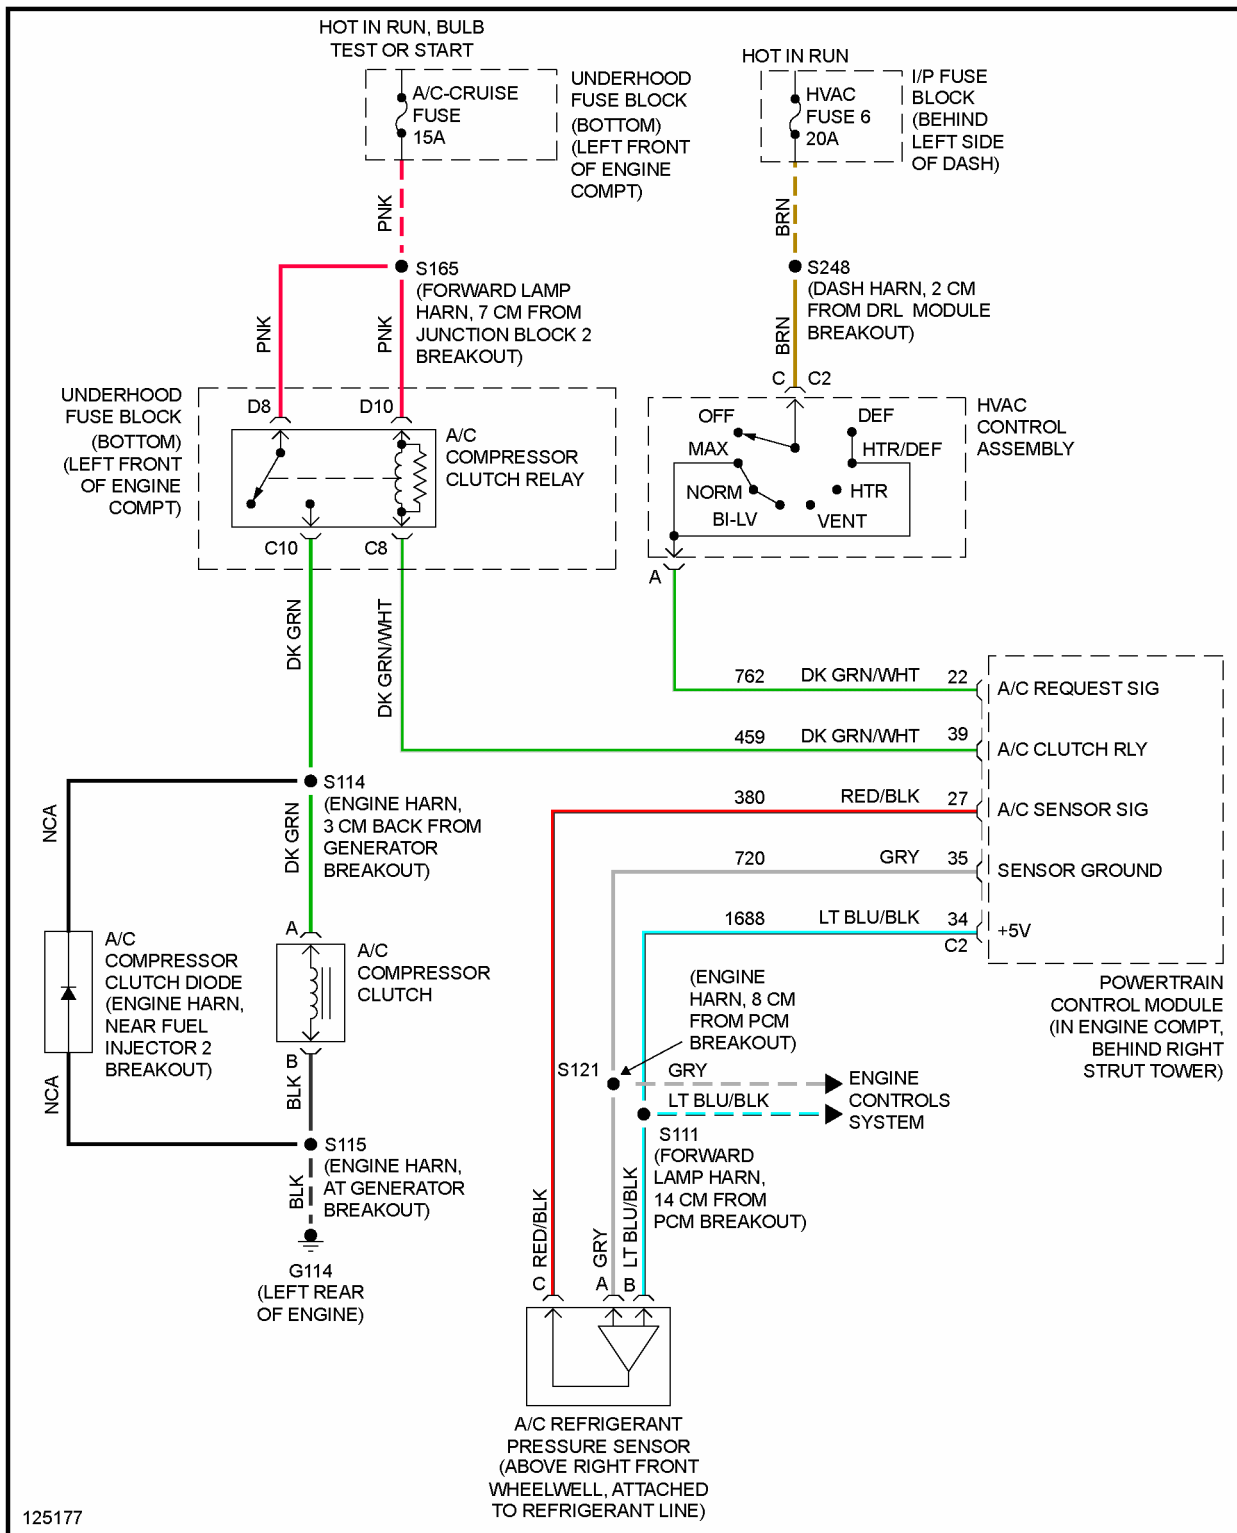 HOT IN RUN, BULB
TEST OR START
A/C-CRUISE
FUSE
15A
UNDERHOOD
FUSE BLOCK
(BOTTOM)
(LEFT FRONT
OF ENGINE
COMPT)
HOT IN RUN
HVAC
FUSE 6
20A
I/P FUSE
BLOCK
(BEHIND
LEFT SIDE
OF DASH)
PNK
BRN
S165
(FORWARD LAMP
HARN, 7 CM FROM
JUNCTION BLOCK 2
BREAKOUT)
S248
(DASH HARN, 2 CM
FROM DRL MODULE
BREAKOUT)
PNK
PNK
BRN
C
C2
UNDERHOOD
FUSE BLOCK
(BOTTOM)
(LEFT FRONT
OF ENGINE
COMPT)
D8
D10
A/C
COMPRESSOR
CLUTCH RELAY
C10
C8
OFF
MAX
NORM
BI-LV
VENT
HTR
HTR/DEF
DEF
HVAC
CONTROL
ASSEMBLY
A
DK GRN
DK GRN/WHT
762
DK GRN/WHT
22
A/C REQUEST SIG
459
DK GRN/WHT
39
A/C CLUTCH RLY
380
RED/BLK
27
A/C SENSOR SIG
720
GRY
35
SENSOR GROUND
1688
LT BLU/BLK
34
C2
+5V
POWERTRAIN
CONTROL MODULE
(IN ENGINE COMPT,
BEHIND RIGHT
STRUT TOWER)
NCA
S114
(ENGINE HARN,
3 CM BACK FROM
GENERATOR
BREAKOUT)
DK GRN
A
A/C
COMPRESSOR
CLUTCH DIODE
(ENGINE HARN,
NEAR FUEL
INJECTOR 2
BREAKOUT)
A/C
COMPRESSOR
CLUTCH
B
BLK
NCA
S115
(ENGINE HARN,
AT GENERATOR
BREAKOUT)
BLK
G114
(LEFT REAR
OF ENGINE)
(ENGINE
HARN, 8 CM
FROM PCM
BREAKOUT)
S121
GRY
LT BLU/BLK
ENGINE
CONTROLS
SYSTEM
S111
(FORWARD
LAMP HARN,
14 CM FROM
PCM BREAKOUT)
RED/BLK
GRY
LT BLU/BLK
C
A
B
A/C REFRIGERANT
PRESSURE SENSOR
(ABOVE RIGHT FRONT
WHEELWELL, ATTACHED
TO REFRIGERANT LINE)
125177